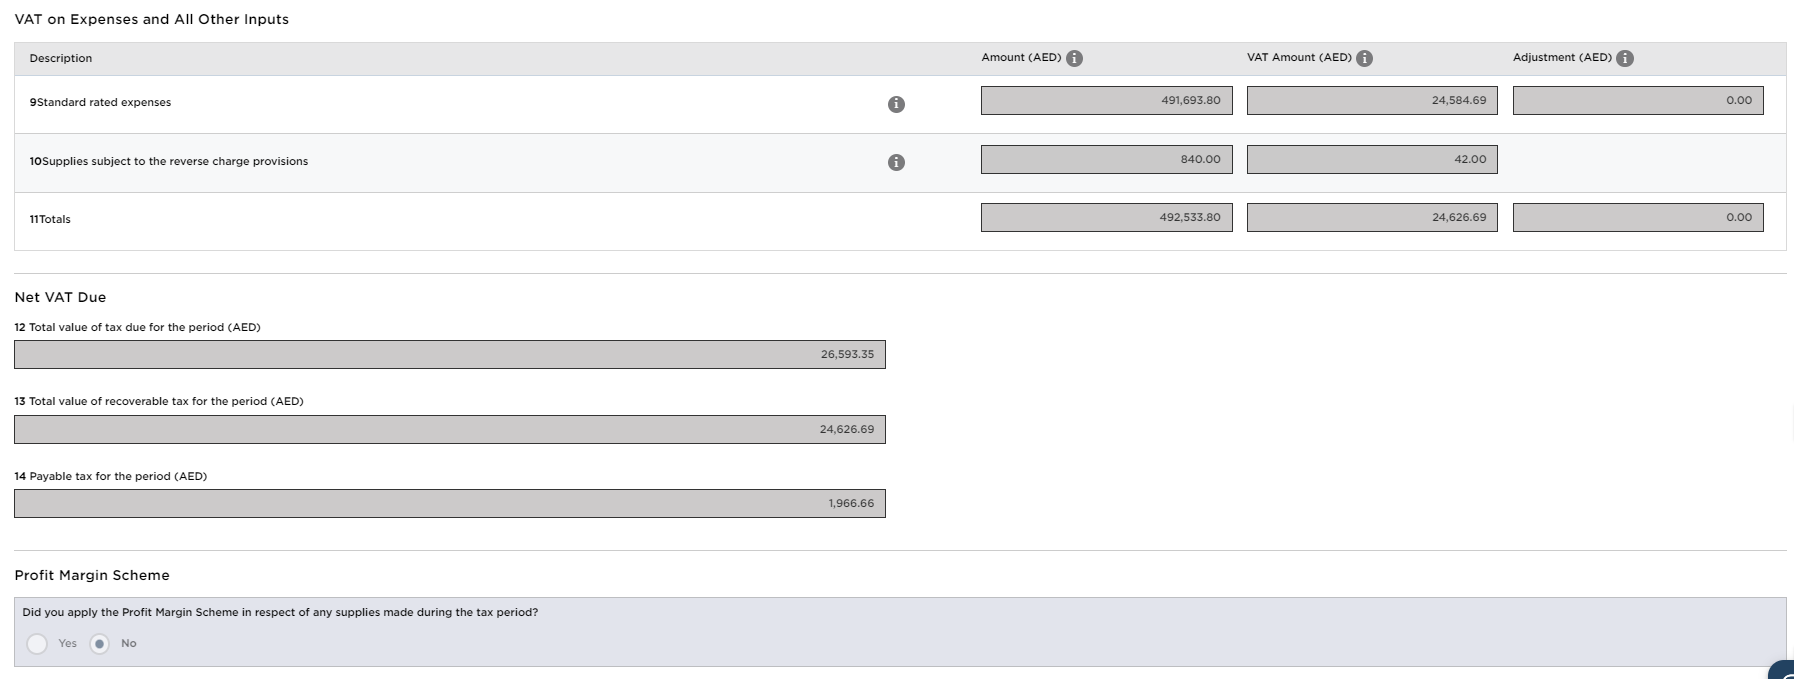 VAT on Expenses and All Other Inputs
Description Amount (AED) i VAT Amount (AED) i Adjustment (AED) i
9Standard rated expenses i 491,693.80 24,584.69 0.00
10Supplies subject to the reverse charge provisions i 840.00 42.00
11Totals 492,533.80 24,626.69 0.00
Net VAT Due
12 Total value of tax due for the period (AED)
26,593.35
13 Total value of recoverable tax for the period (AED)
24,626.69
14 Payable tax for the period (AED)
1,966.66
Profit Margin Scheme
Did you apply the Profit Margin Scheme in respect of any supplies made during the tax period?
Yes No